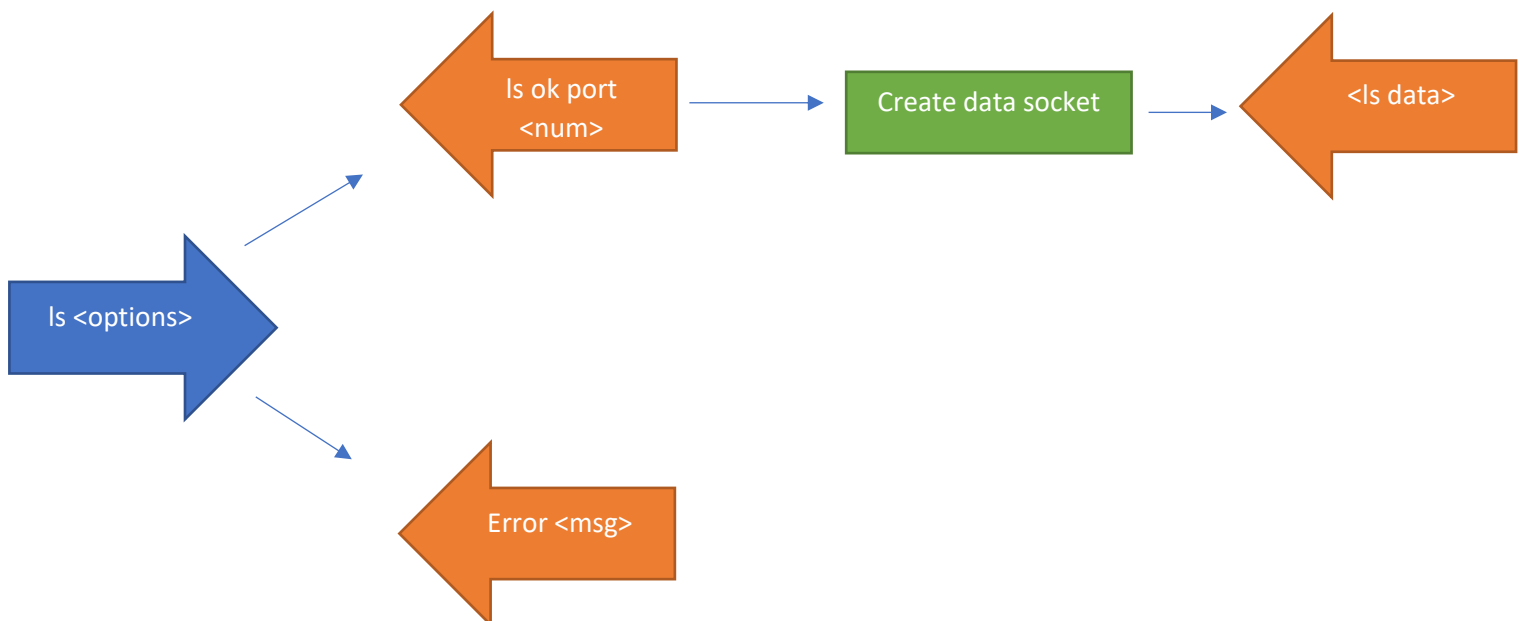 ls ok port
<num>
Create data socket
<ls data>
ls <options>
Error <msg>